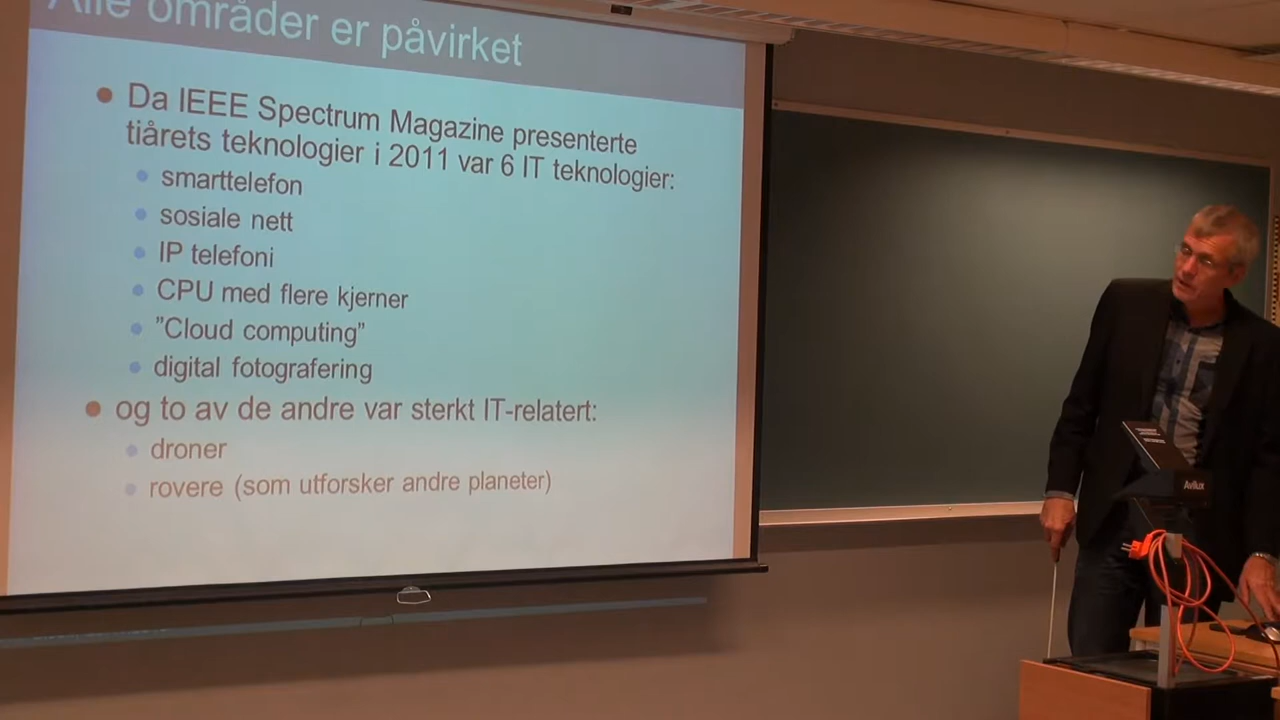 Alle områder er påvirket
Da IEEE Spectrum Magazine presenterte
tiårets teknologier i 2011 var 6 IT teknologier:
smarttelefon
sosiale nett
IP telefoni
CPU med flere kjerner
"Cloud computing"
digital fotografering
og to av de andre var sterkt IT-relatert:
droner
rovere (som utforsker andre planeter)
Avilux